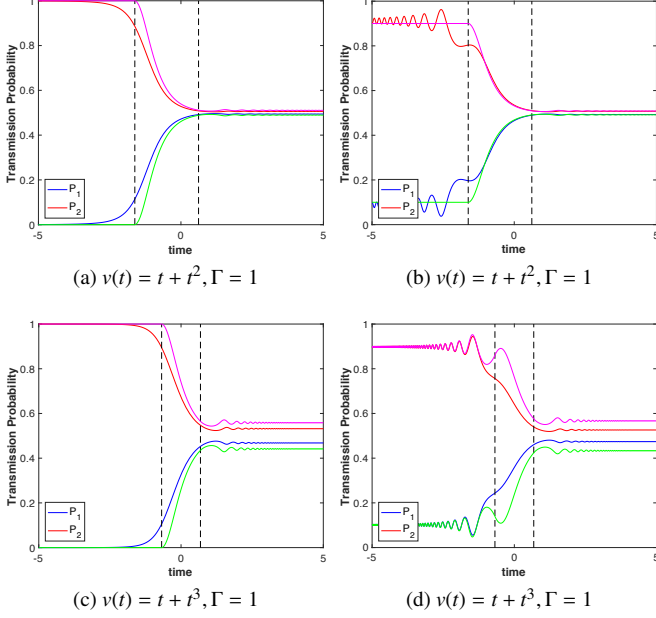 1
0.8
0.6
0.4
0.2
0
Transmission Probability
P1
P2
-5
0
5
time
(a) v(t) = t + t², Γ = 1
1
0.8
0.6
0.4
0.2
0
Transmission Probability
P1
P2
-5
0
5
time
(b) v(t) = t + t², Γ = 1
1
0.8
0.6
0.4
0.2
0
Transmission Probability
P1
P2
-5
0
5
time
(c) v(t) = t + t³, Γ = 1
1
0.8
0.6
0.4
0.2
0
Transmission Probability
P1
P2
-5
0
5
time
(d) v(t) = t + t³, Γ = 1